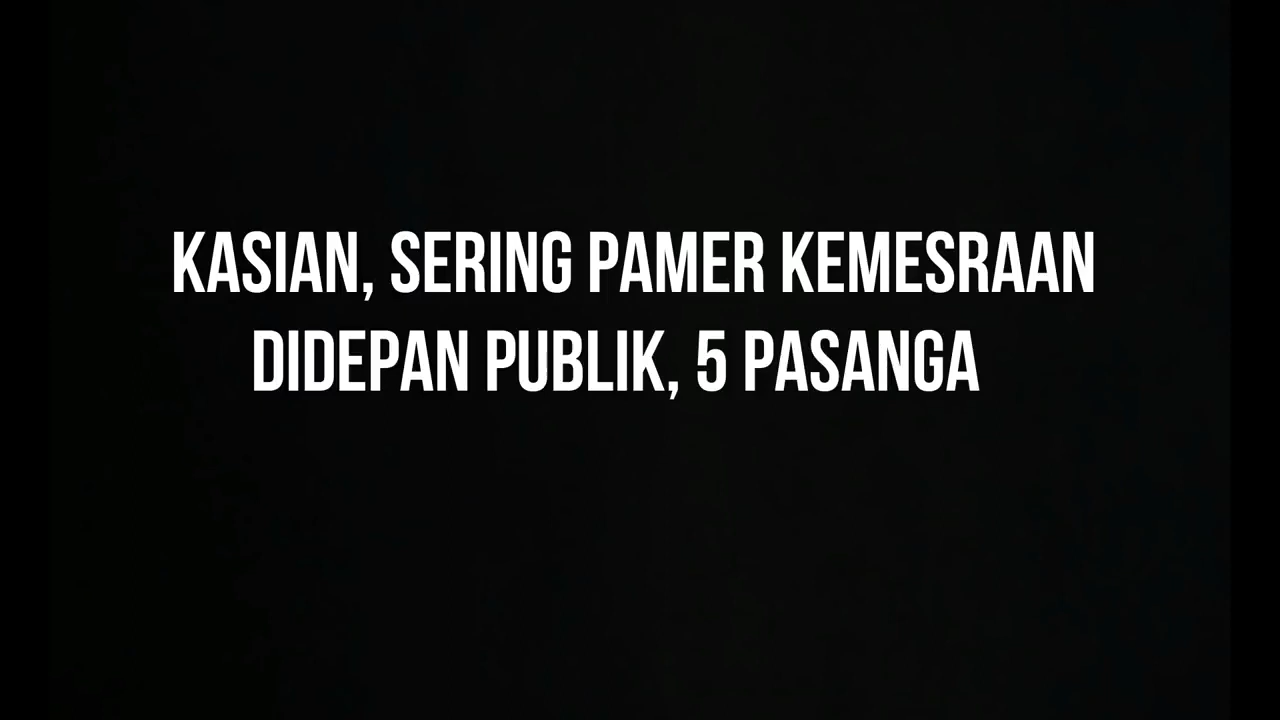 KASIAN, SERING PAMER KEMESRAAN
DIDEPAN PUBLIK, 5 PASANGA